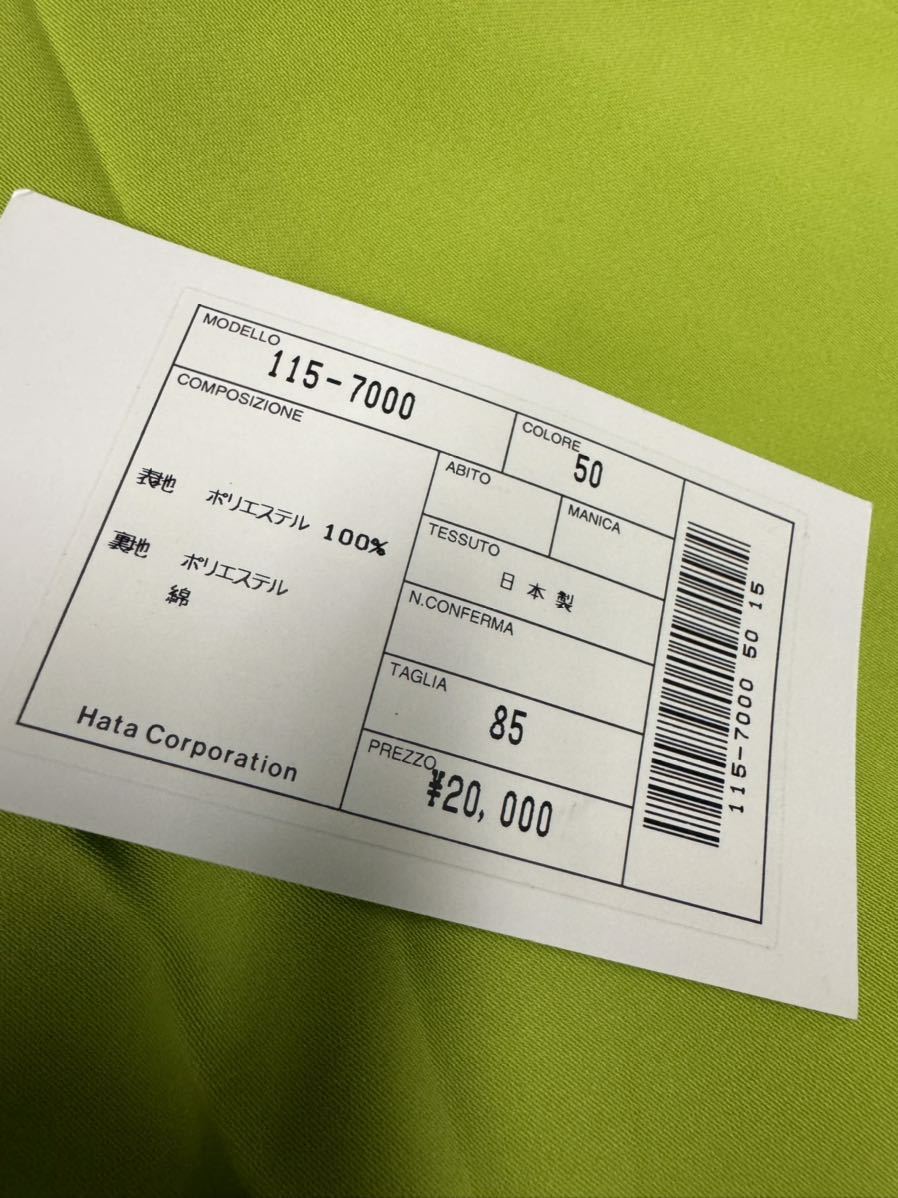 MODELLO
115-7000
COLORE
50
COMPOSIZIONE
表地 ポリエステル 100%
裏地 ポリエステル
綿
Hata Corporation
ABITO
MANICA
TESSUTO
日本製
N.CONFERMA
TAGLIA
85
PREZZO
¥20,000
115-7000 50 15